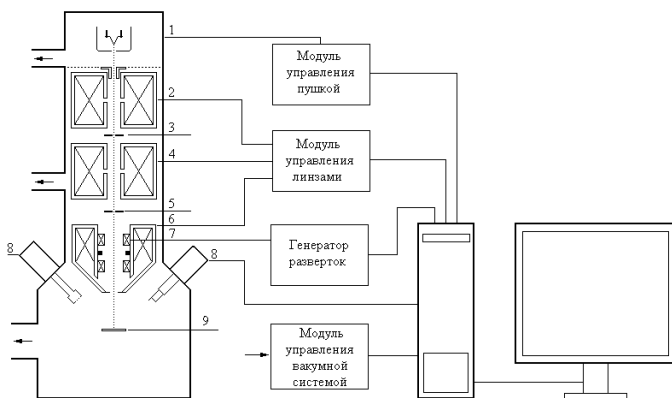 1
Модуль
управления
пушкой
2
3
Модуль
управления
линзами
4
5
6
7
8
8
Генератор
разверток
9
Модуль
управления
вакумной
системой